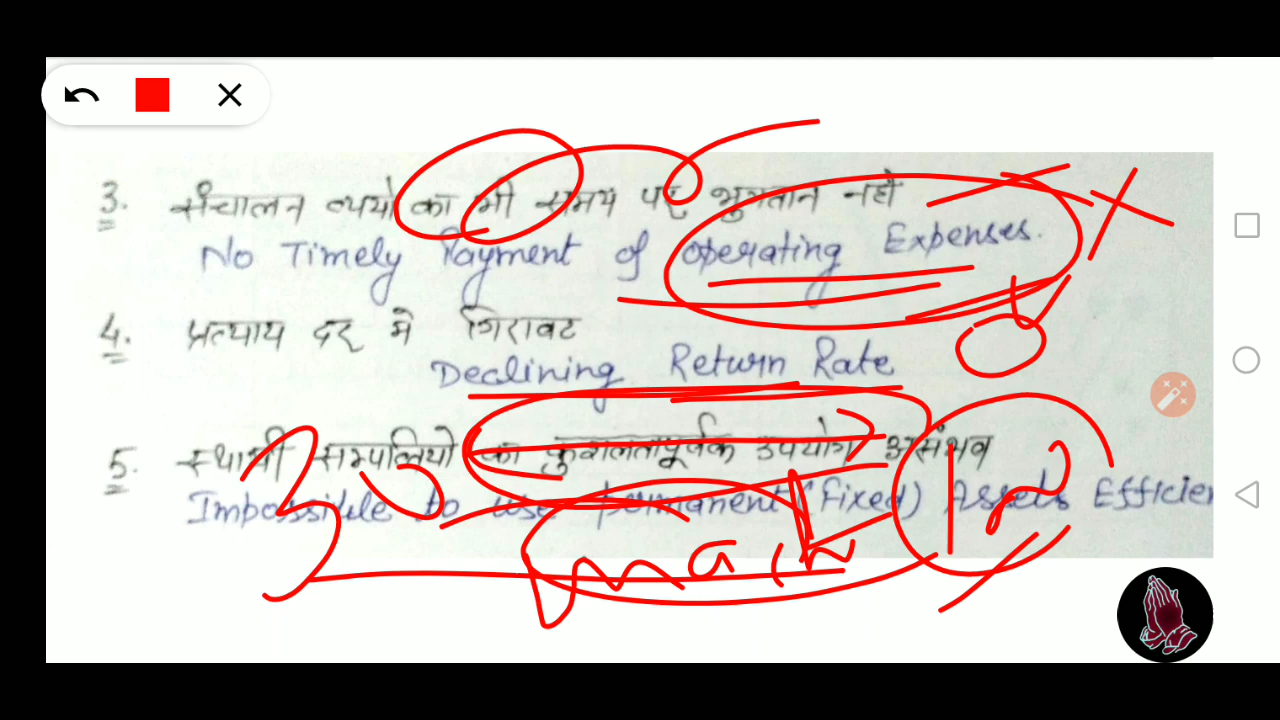 3. संचालन व्ययो का भी समय पर भुगतान नही
No Timely Payment of Operating Expenses.
4. प्रत्याय दर मे गिरावट
Declining Return Rate
5. स्थायी सम्पत्तियो का कुशलतापूर्वक उपयोग असंभव
Impossible to use permanent (fixed) Assets Efficien